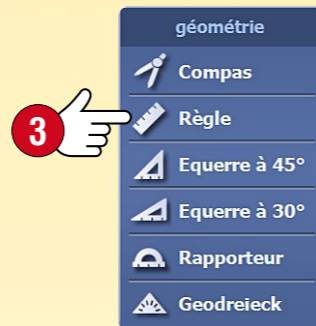 géométrie
Compas
3
Règle
Equerre à 45°
Equerre à 30°
Rapporteur
Geodreieck